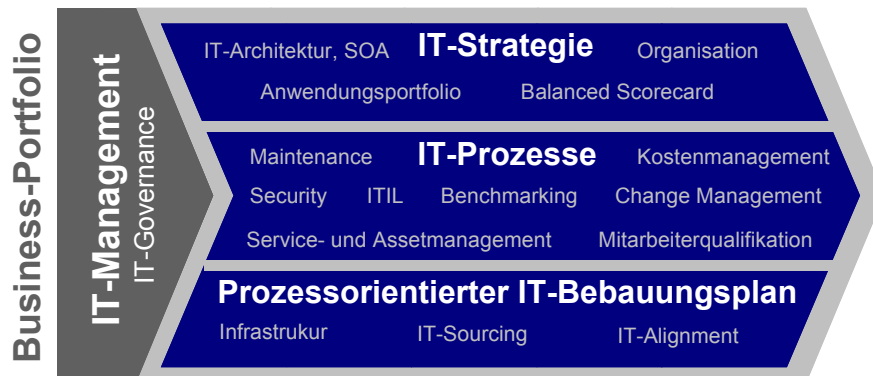 Business-Portfolio
IT-Management
IT-Governance
IT-Architektur, SOA IT-Strategie Organisation
Anwendungsportfolio Balanced Scorecard
Maintenance IT-Prozesse Kostenmanagement
Security ITIL Benchmarking Change Management
Service- und Assetmanagement Mitarbeiterqualifikation
Prozessorientierter IT-Bebauungsplan
Infrastrukur IT-Sourcing IT-Alignment